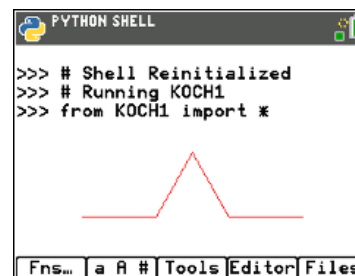 PYTHON SHELL
>>> # Shell Reinitialized
>>> # Running KOCH1
>>> from KOCH1 import *
Fns… a A # Tools Editor Files